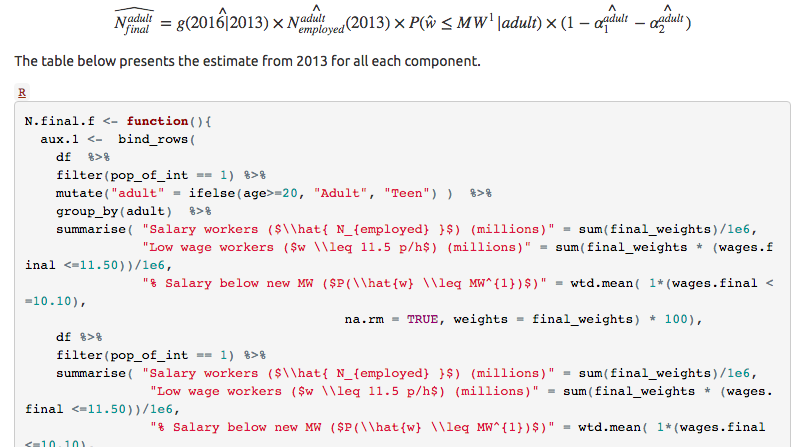 $\widehat{N_{final}^{adult}} = g(\hat{2016|2013}) \times \hat{N_{employed}^{adult}}(2013) \times P(\hat{w} \leq MW^1|adult) \times (1 - \hat{\alpha_1^{adult}} - \hat{\alpha_2^{adult}})$
The table below presents the estimate from 2013 for all each component.
R
N.final.f <- function(){
  aux.1 <-  bind_rows(
    df  %>%
    filter(pop_of_int == 1) %>%
    mutate("adult" = ifelse(age>=20, "Adult", "Teen") )  %>%
    group_by(adult)  %>%
    summarise( "Salary workers ($\\hat{ N_{employed} }$) (millions)" = sum(final_weights)/1e6,
               "Low wage workers ($w \\leq 11.5 p/h$) (millions)" = sum(final_weights * (wages.f
inal <=11.50))/1e6,
               "% Salary below new MW ($P(\\hat{w} \\leq MW^{1})$)" = wtd.mean( 1*(wages.final <
=10.10),
                                         na.rm = TRUE, weights = final_weights) * 100),
    df %>%
    filter(pop_of_int == 1) %>%
    summarise( "Salary workers ($\\hat{ N_{employed} }$) (millions)" = sum(final_weights)/1e6,
                "Low wage workers ($w \\leq 11.5 p/h$) (millions)" = sum(final_weights * (wages.
final <=11.50))/1e6,
                "% Salary below new MW ($P(\\hat{w} \\leq MW^{1})$)" = wtd.mean( 1*(wages.final
<=10.10),